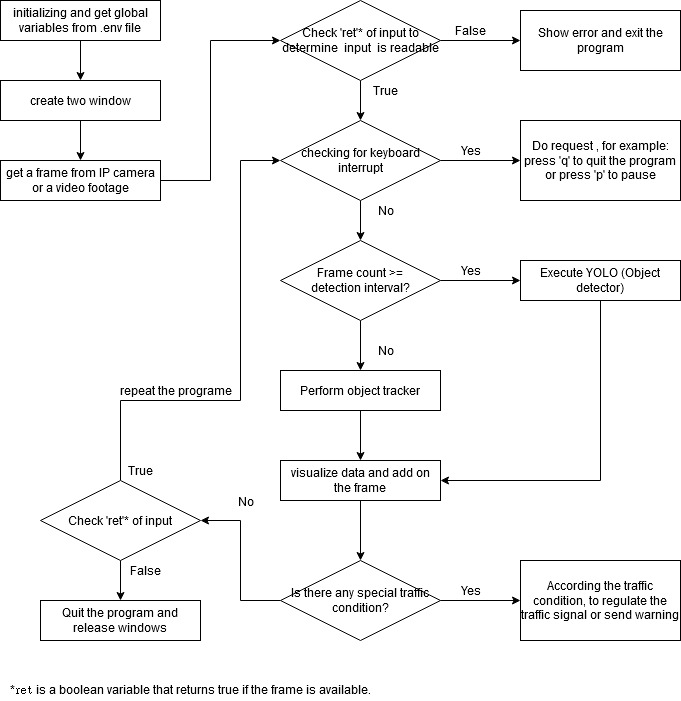 initializing and get global
variables from .env file
create two window
get a frame from IP camera
or a video footage
Check 'ret'* of input to
determine input is readable
False
Show error and exit the
program
True
checking for keyboard
interrupt
Yes
Do request , for example:
press 'q' to quit the program
or press 'p' to pause
No
Frame count >=
detection interval?
Yes
Execute YOLO (Object
detector)
No
Perform object tracker
repeat the programe
visualize data and add on
the frame
True
Check 'ret'* of input
No
False
Quit the program and
release windows
Is there any special traffic
condition?
Yes
According the traffic
condition, to regulate the
traffic signal or send warning
*ret is a boolean variable that returns true if the frame is available.